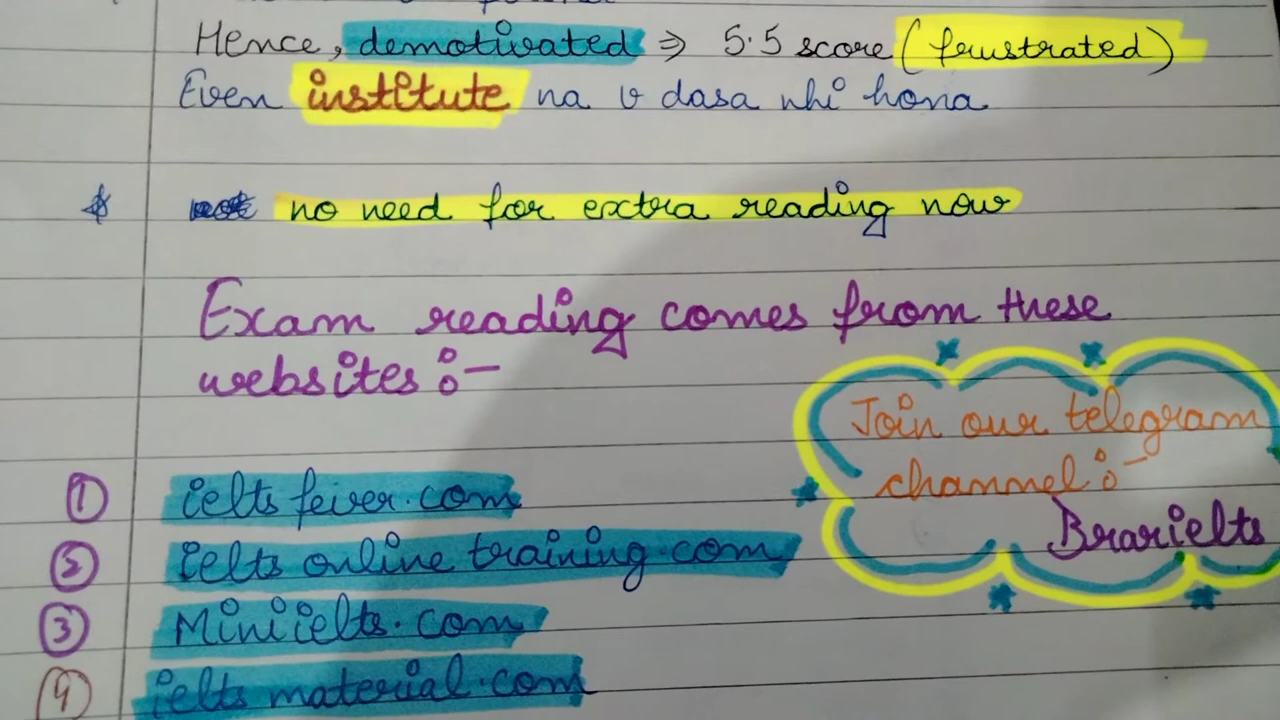 Hence, demotivated ⇒ 5.5 score (frustrated)
Even institute na v dasa nhi hona
no need for extra reading now
Exam reading comes from these
websites :-
Join our telegram
channel :-
Brarielts
① ielts fever.com
② ielts online training.com
③ Mini ielts.com
④ ielts material.com